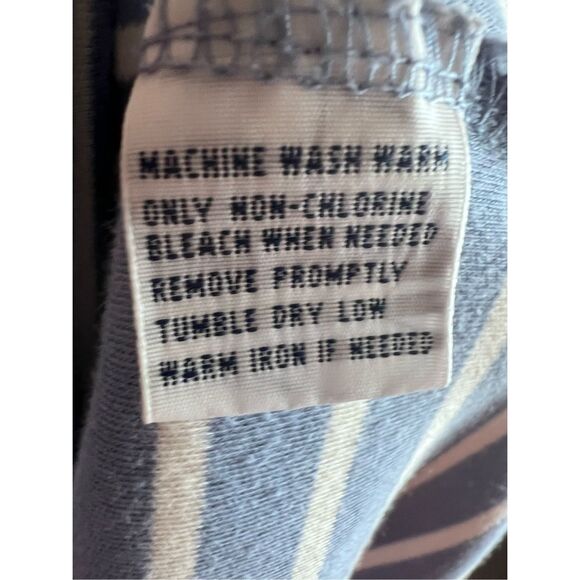 MACHINE WASH WARM
ONLY NON-CHLORINE
BLEACH WHEN NEEDED
REMOVE PROMPTLY
TUMBLE DRY LOW
WARM IRON IF NEEDED